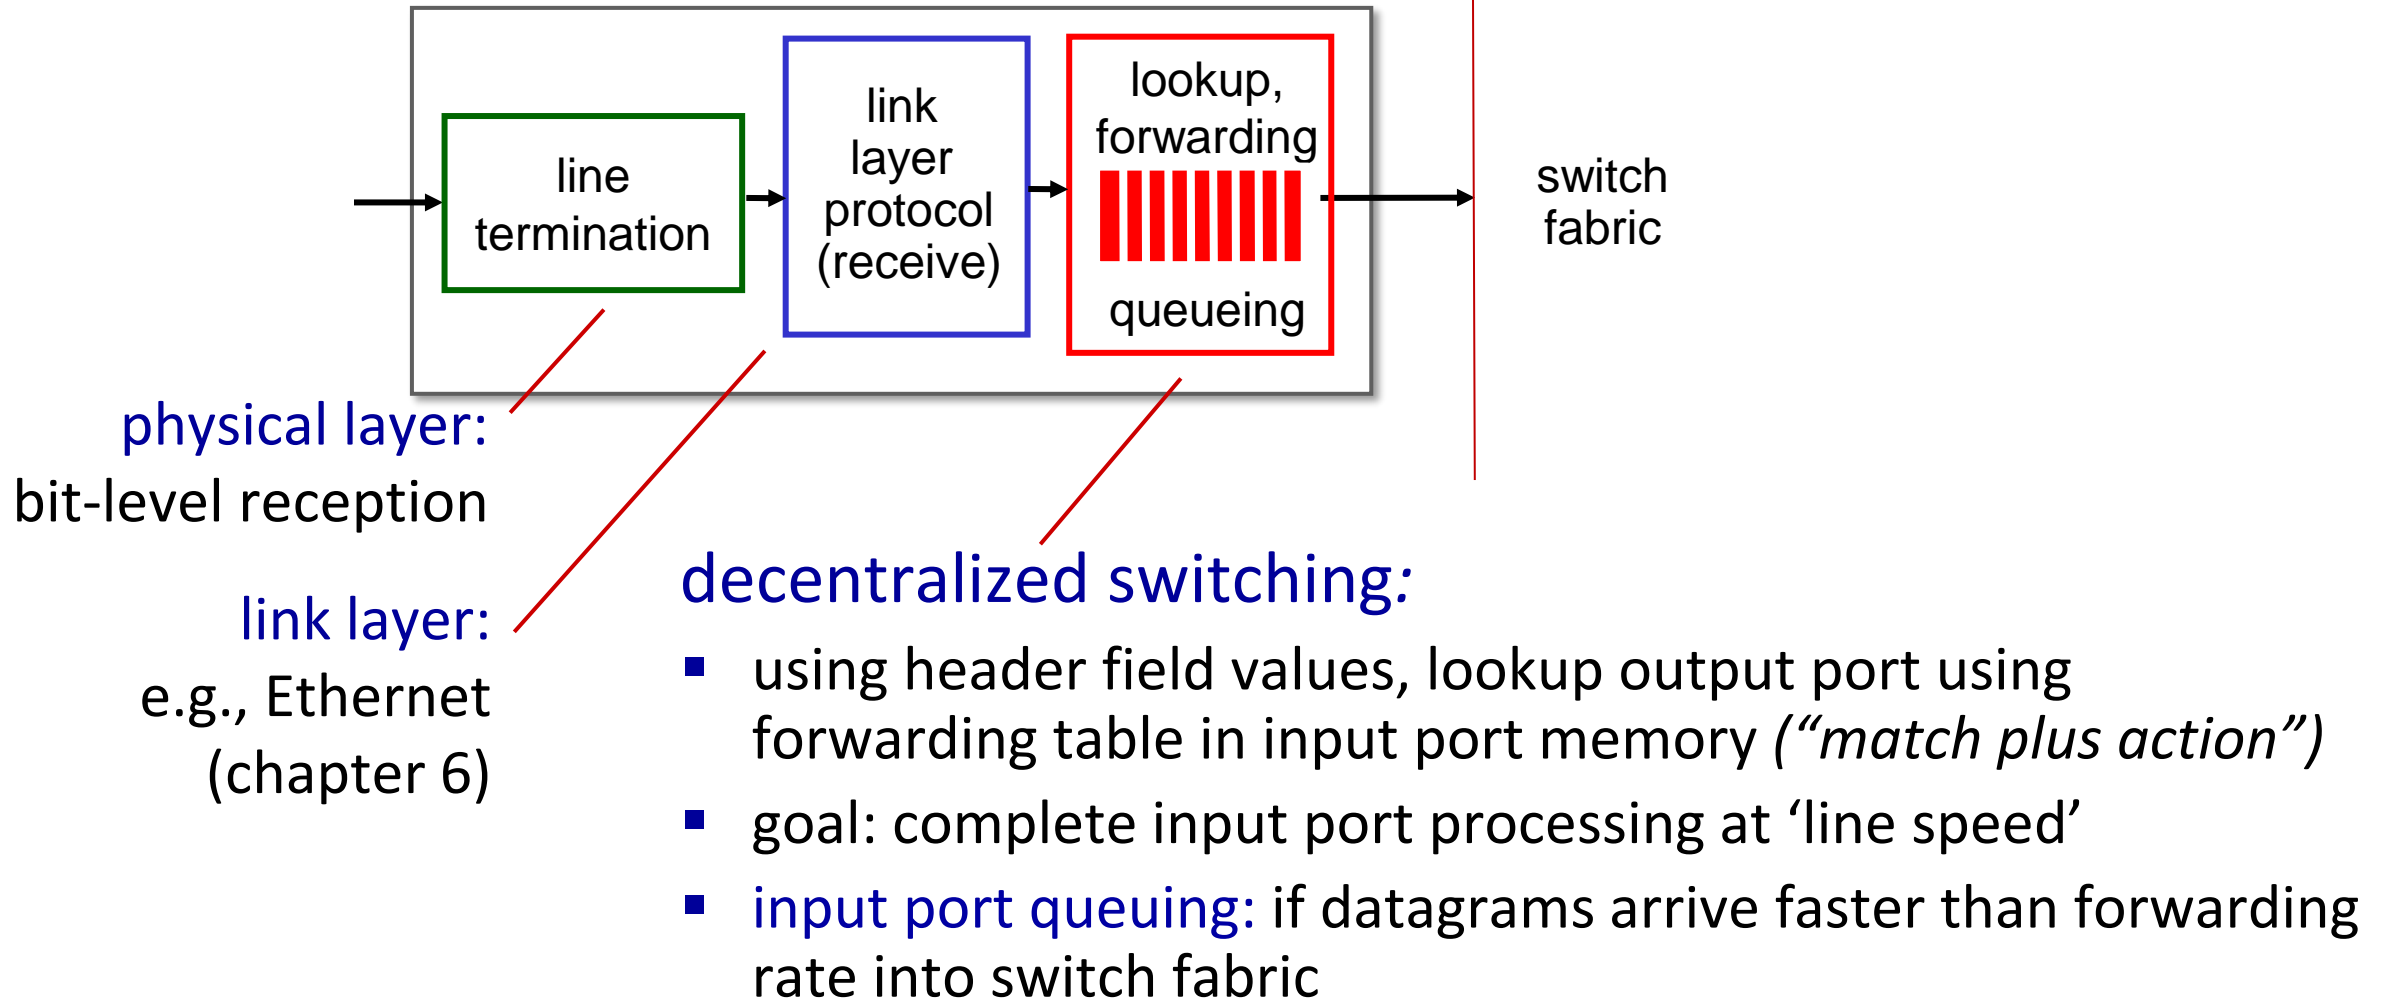 line
termination
link
layer
protocol
(receive)
lookup,
forwarding
queueing
switch
fabric
physical layer:
bit-level reception
link layer:
e.g., Ethernet
(chapter 6)
decentralized switching:
▪ using header field values, lookup output port using
forwarding table in input port memory (“match plus action”)
▪ goal: complete input port processing at ‘line speed’
▪ input port queuing: if datagrams arrive faster than forwarding
rate into switch fabric